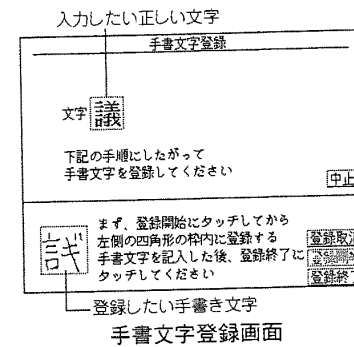 入力したい正しい文字
手書文字登録
文字 議
下記の手順にしたがって
手書文字を登録してください
中止
まず、登録開始にタッチしてから
左側の四角形の枠内に登録する
手書文字を記入した後、登録終了に
タッチしてください
登録取
登録開
登録終
登録したい手書き文字
手書文字登録画面